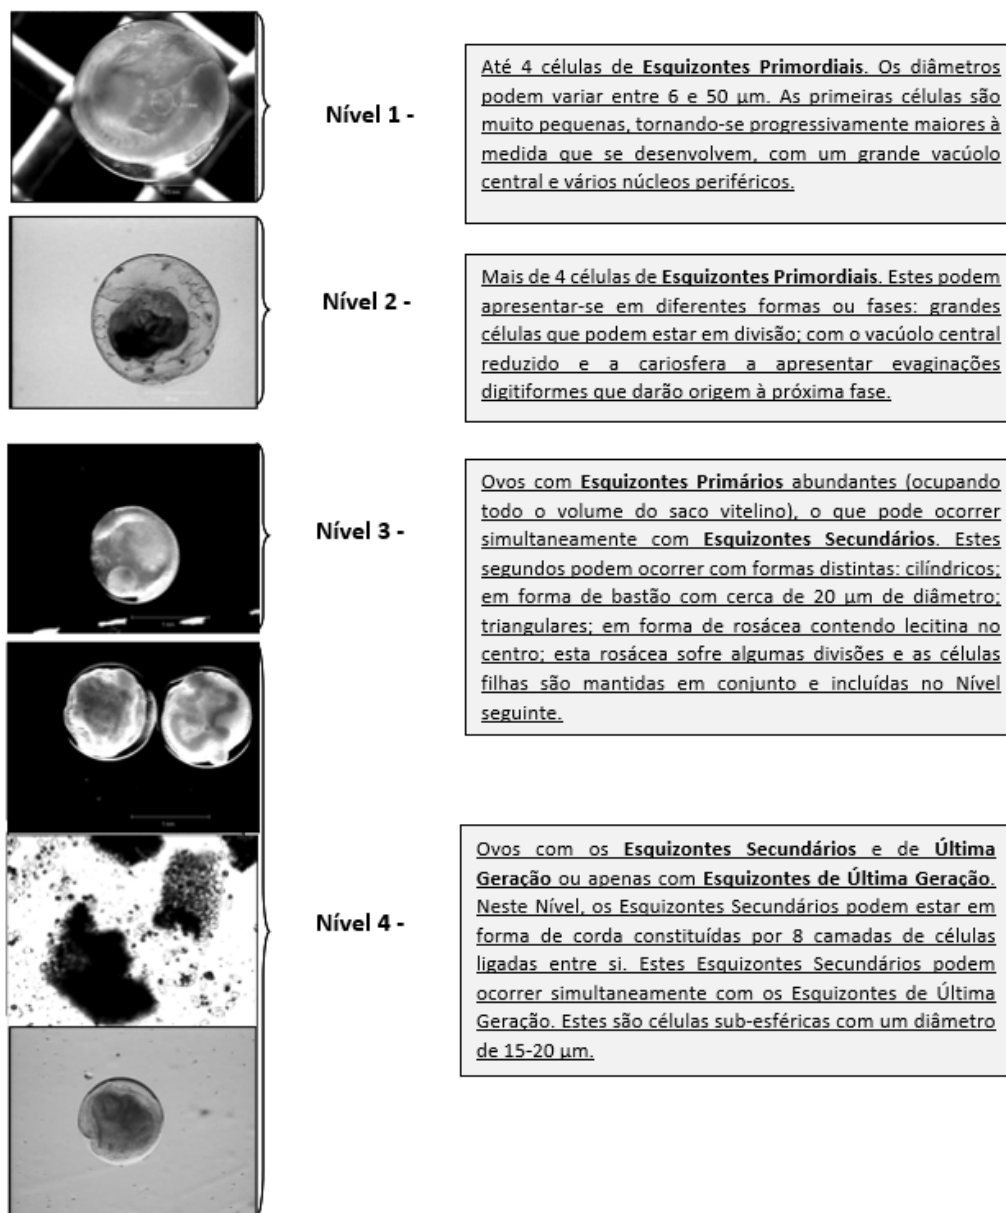 Nível 1 -
Até 4 células de Esquizontes Primordiais. Os diâmetros
podem variar entre 6 e 50 µm. As primeiras células são
muito pequenas, tornando-se progressivamente maiores à
medida que se desenvolvem, com um grande vacúolo
central e vários núcleos periféricos.
Nível 2 -
Mais de 4 células de Esquizontes Primordiais. Estes podem
apresentar-se em diferentes formas ou fases: grandes
células que podem estar em divisão; com o vacúolo central
reduzido e a cariosfera a apresentar evaginações
digitiformes que darão origem à próxima fase.
Nível 3 -
Ovos com Esquizontes Primários abundantes (ocupando
todo o volume do saco vitelino), o que pode ocorrer
simultaneamente com Esquizontes Secundários. Estes
segundos podem ocorrer com formas distintas: cilíndricos;
em forma de bastão com cerca de 20 µm de diâmetro;
triangulares; em forma de rosácea contendo lecitina no
centro; esta rosácea sofre algumas divisões e as células
filhas são mantidas em conjunto e incluídas no Nível
seguinte.
Nível 4 -
Ovos com os Esquizontes Secundários e de Última
Geração ou apenas com Esquizontes de Última Geração.
Neste Nível, os Esquizontes Secundários podem estar em
forma de corda constituídas por 8 camadas de células
ligadas entre si. Estes Esquizontes Secundários podem
ocorrer simultaneamente com os Esquizontes de Última
Geração. Estes são células sub-esféricas com um diâmetro
de 15-20 µm.